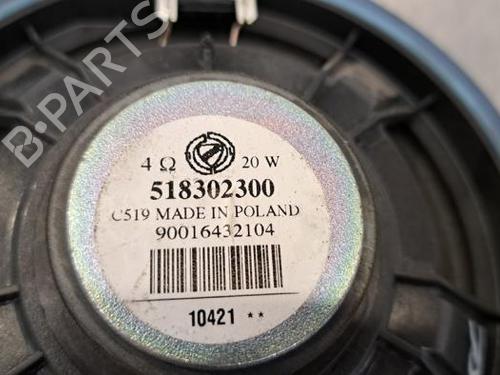 B-PARTS
4 Ω 20 W
518302300
C519 MADE IN POLAND
90016432104
10421 **